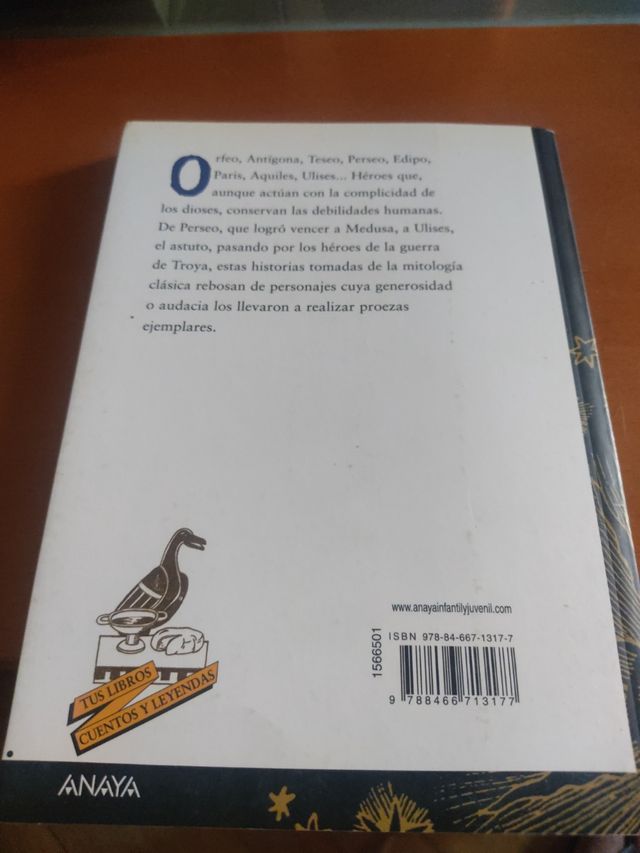 Orfeo, Antígona, Teseo, Perseo, Edipo,
Paris, Aquiles, Ulises... Héroes que,
aunque actúan con la complicidad de
los dioses, conservan las debilidades humanas.
De Perseo, que logró vencer a Medusa, a Ulises,
el astuto, pasando por los héroes de la guerra
de Troya, estas historias tomadas de la mitología
clásica rebosan de personajes cuya generosidad
o audacia los llevaron a realizar proezas
ejemplares.
TUS LIBROS
CUENTOS Y LEYENDAS
www.anayainfantilyjuvenil.com
1566501
ISBN 978-84-667-1317-7
9 788466 713177
ANAYA